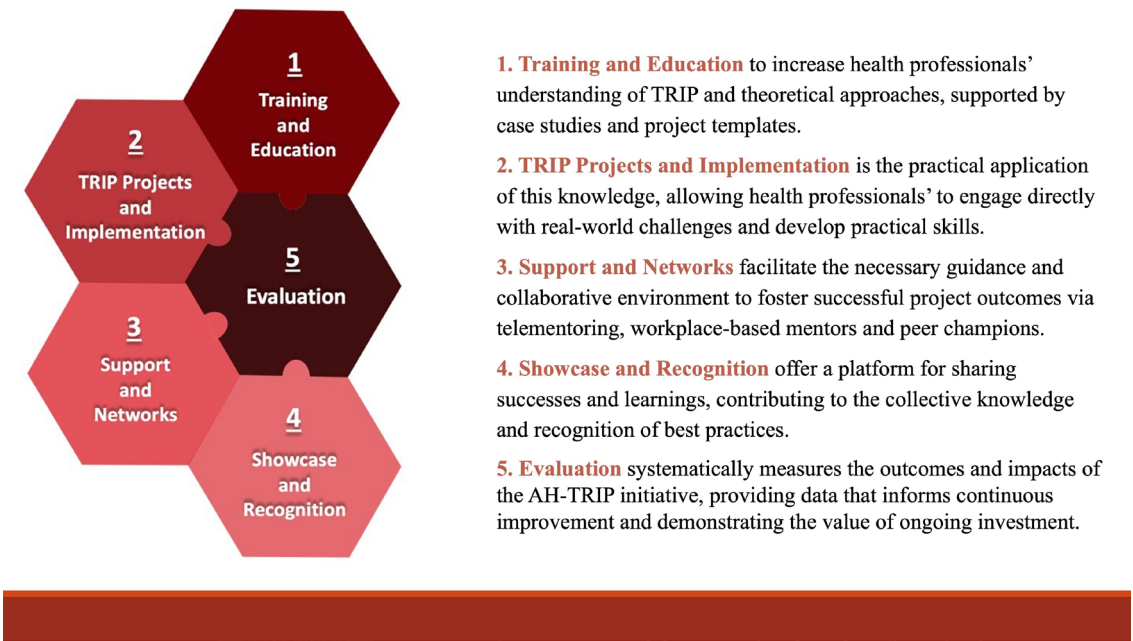 1
Training
and
Education
2
TRIP Projects
and
Implementation
5
Evaluation
3
Support
and
Networks
4
Showcase
and
Recognition
1. Training and Education to increase health professionals’
understanding of TRIP and theoretical approaches, supported by
case studies and project templates.
2. TRIP Projects and Implementation is the practical application
of this knowledge, allowing health professionals’ to engage directly
with real-world challenges and develop practical skills.
3. Support and Networks facilitate the necessary guidance and
collaborative environment to foster successful project outcomes via
telementoring, workplace-based mentors and peer champions.
4. Showcase and Recognition offer a platform for sharing
successes and learnings, contributing to the collective knowledge
and recognition of best practices.
5. Evaluation systematically measures the outcomes and impacts of
the AH-TRIP initiative, providing data that informs continuous
improvement and demonstrating the value of ongoing investment.